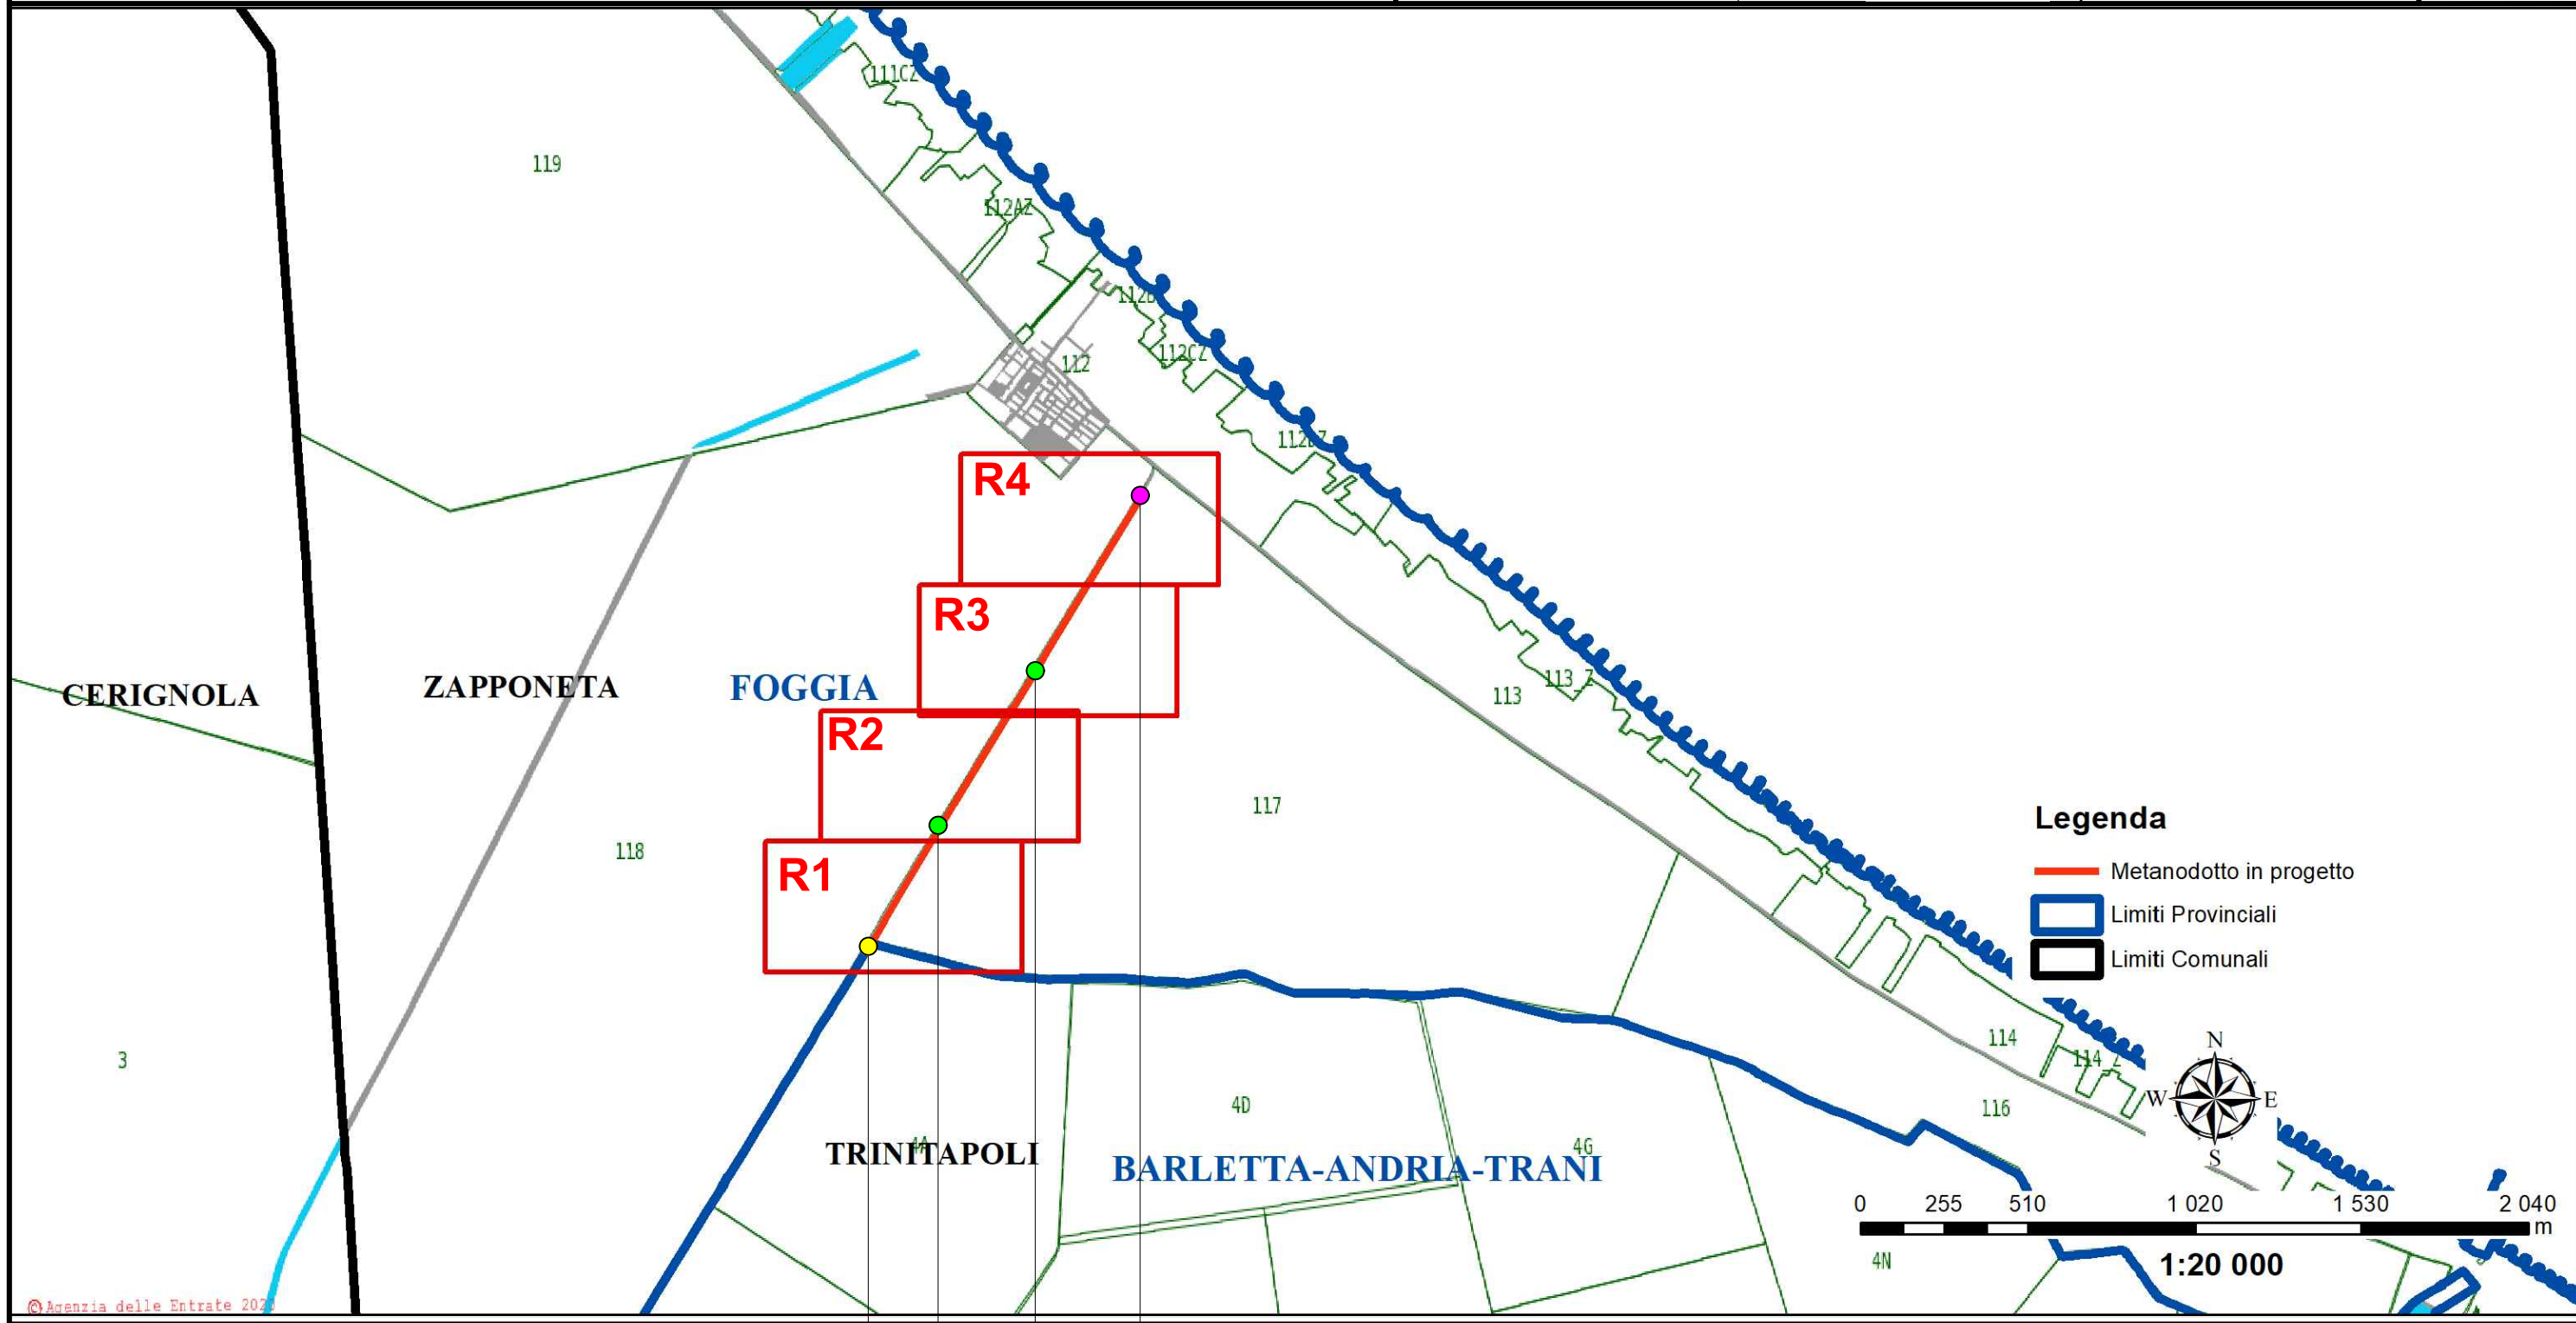 111CZ
119
112AZ
112CZ
112
R4
R3
113_Z
113
CERIGNOLA
ZAPPONETA
FOGGIA
R2
117
118
R1
Legenda
Metanodotto in progetto
Limiti Provinciali
Limiti Comunali
114
114_Z
N
W
E
S
3
4D
116
4A
TRINITAPOLI
BARLETTA-ANDRIA-TRANI
4G
0 255 510 1 020 1 530 2 040
m
4N
1:20 000
© Agenzia delle Entrate